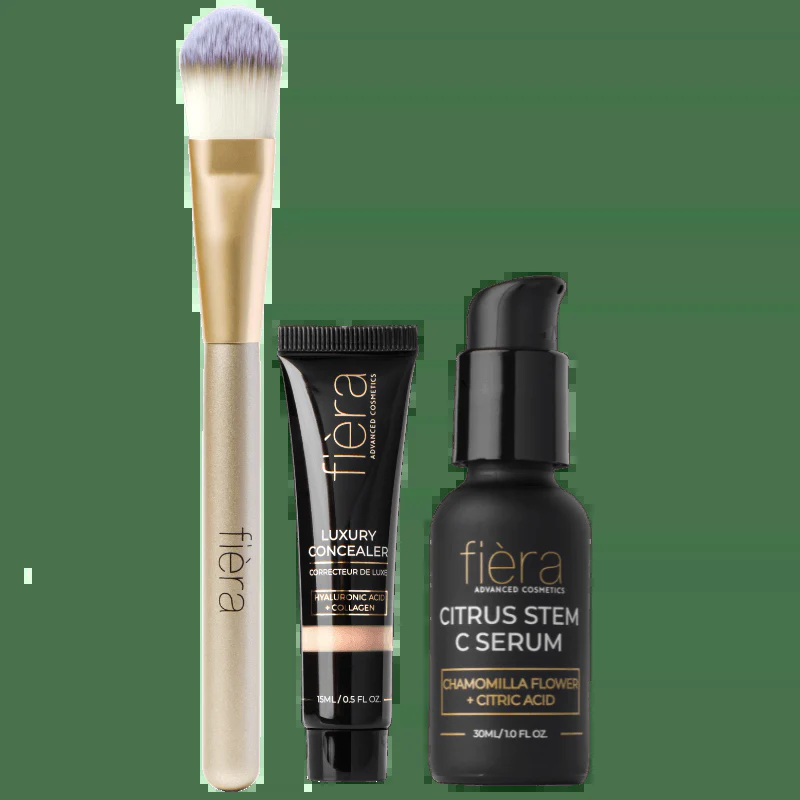 fièra
fièra
ADVANCED COSMETICS
LUXURY
CONCEALER
CORRECTEUR DE LUXE
HYALURONIC ACID
+ COLLAGEN
15ML/0.5 FL OZ.
fièra
ADVANCED COSMETICS
CITRUS STEM
C SERUM
CHAMOMILLA FLOWER
+ CITRIC ACID
30ML/1.0 FL OZ.